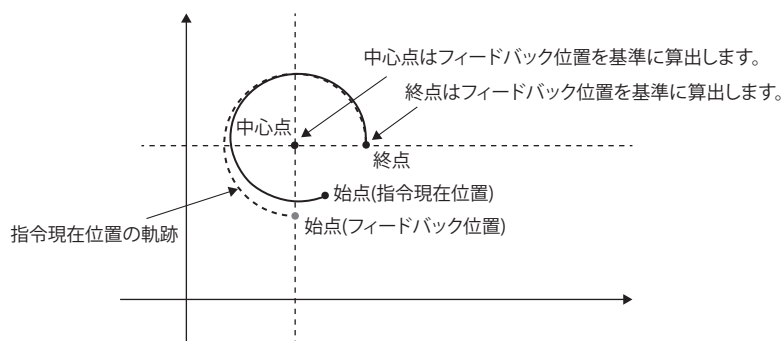 中心点はフィードバック位置を基準に算出します。
終点はフィードバック位置を基準に算出します。
中心点
終点
始点(指令現在位置)
始点(フィードバック位置)
指令現在位置の軌跡